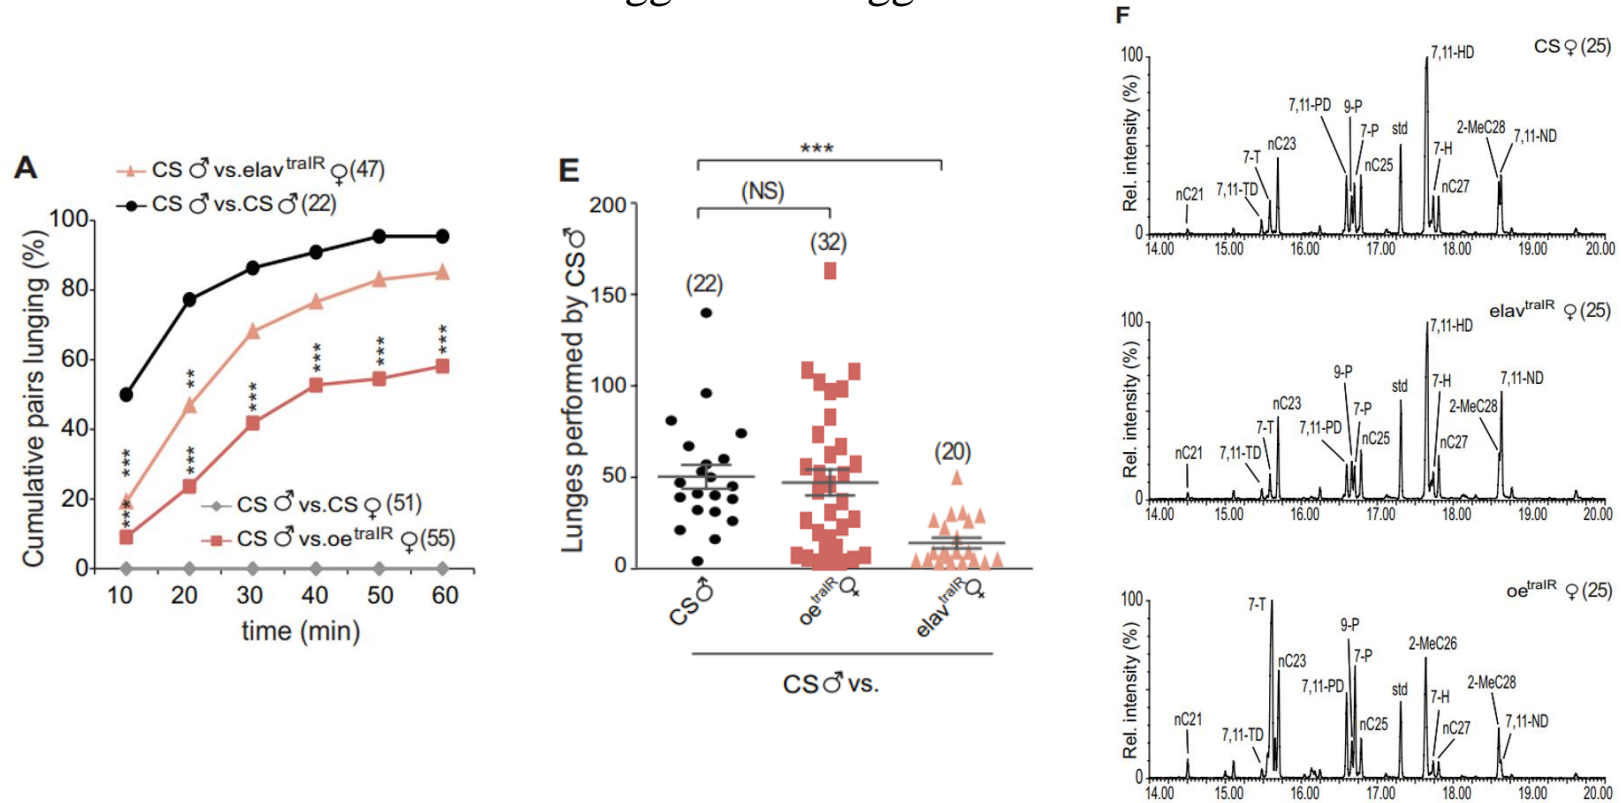 A
CS ♂ vs.elav^traIR ♀ (47)
CS ♂ vs.CS ♂ (22)
Cumulative pairs lunging (%)
100
80
60
40
20
0
***
**
***
***
***
***
***
***
CS ♂ vs.CS ♀ (51)
CS ♂ vs.oe^traIR ♀ (55)
10 20 30 40 50 60
time (min)
E
***
(NS)
Lunges performed by CS♂
200
150
100
50
0
(22)
(32)
(20)
CS♂
oe^traIR♀
elav^traIR♀
CS♂ vs.
F
CS♀(25)
Rel. intensity (%)
100
0
nC21
7,11-TD
7-T
nC23
7,11-PD
9-P
7-P
nC25
std
7,11-HD
7-H
nC27
2-MeC28
7,11-ND
14.00 15.00 16.00 17.00 18.00 19.00 20.00
elav^traIR ♀(25)
Rel. intensity (%)
100
0
nC21
7,11-TD
7-T
nC23
7,11-PD
9-P
7-P
nC25
std
7,11-HD
7-H
nC27
2-MeC28
7,11-ND
14.00 15.00 16.00 17.00 18.00 19.00 20.00
oe^traIR ♀(25)
Rel. intensity (%)
100
0
nC21
7,11-TD
7-T
nC23
7,11-PD
9-P
7-P
nC25
std
2-MeC26
7-H
nC27
2-MeC28
7,11-ND
14.00 15.00 16.00 17.00 18.00 19.00 20.00